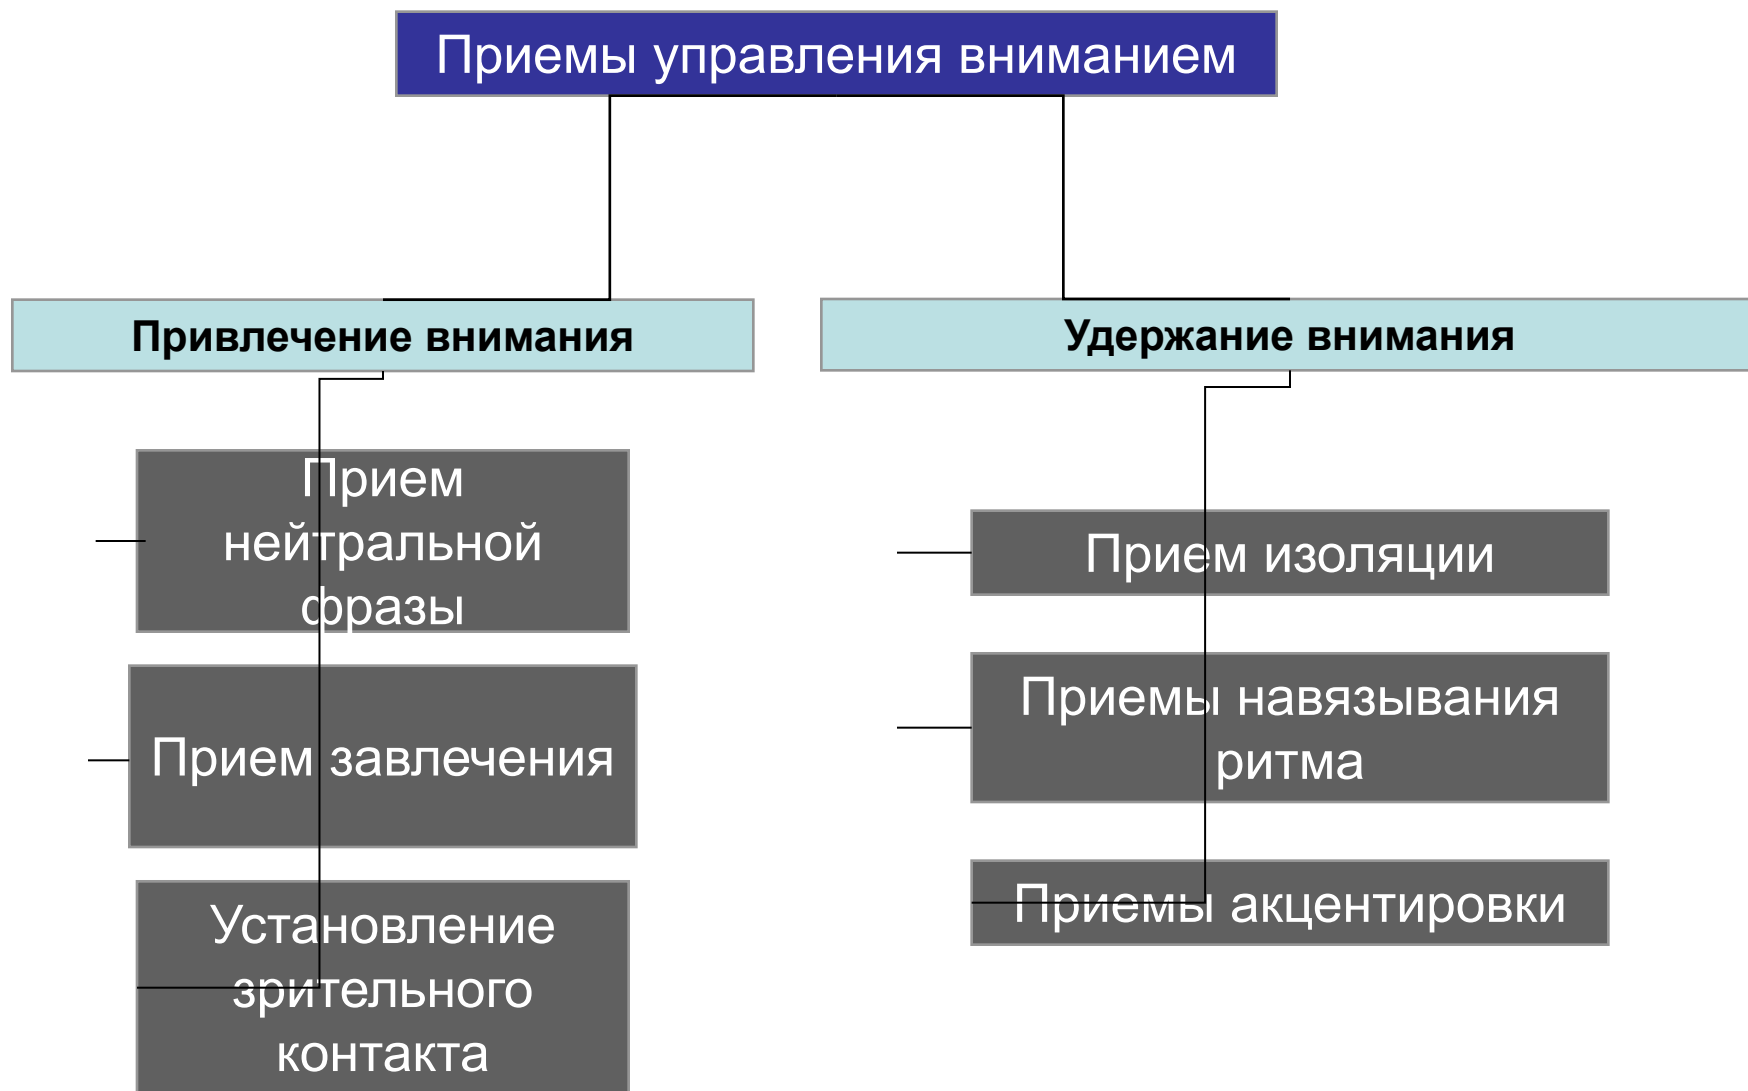 Приемы управления вниманием
Привлечение внимания
Удержание внимания
Прием
нейтральной
фразы
Прием завлечения
Установление
зрительного
контакта
Прием изоляции
Приемы навязывания
ритма
Приемы акцентировки